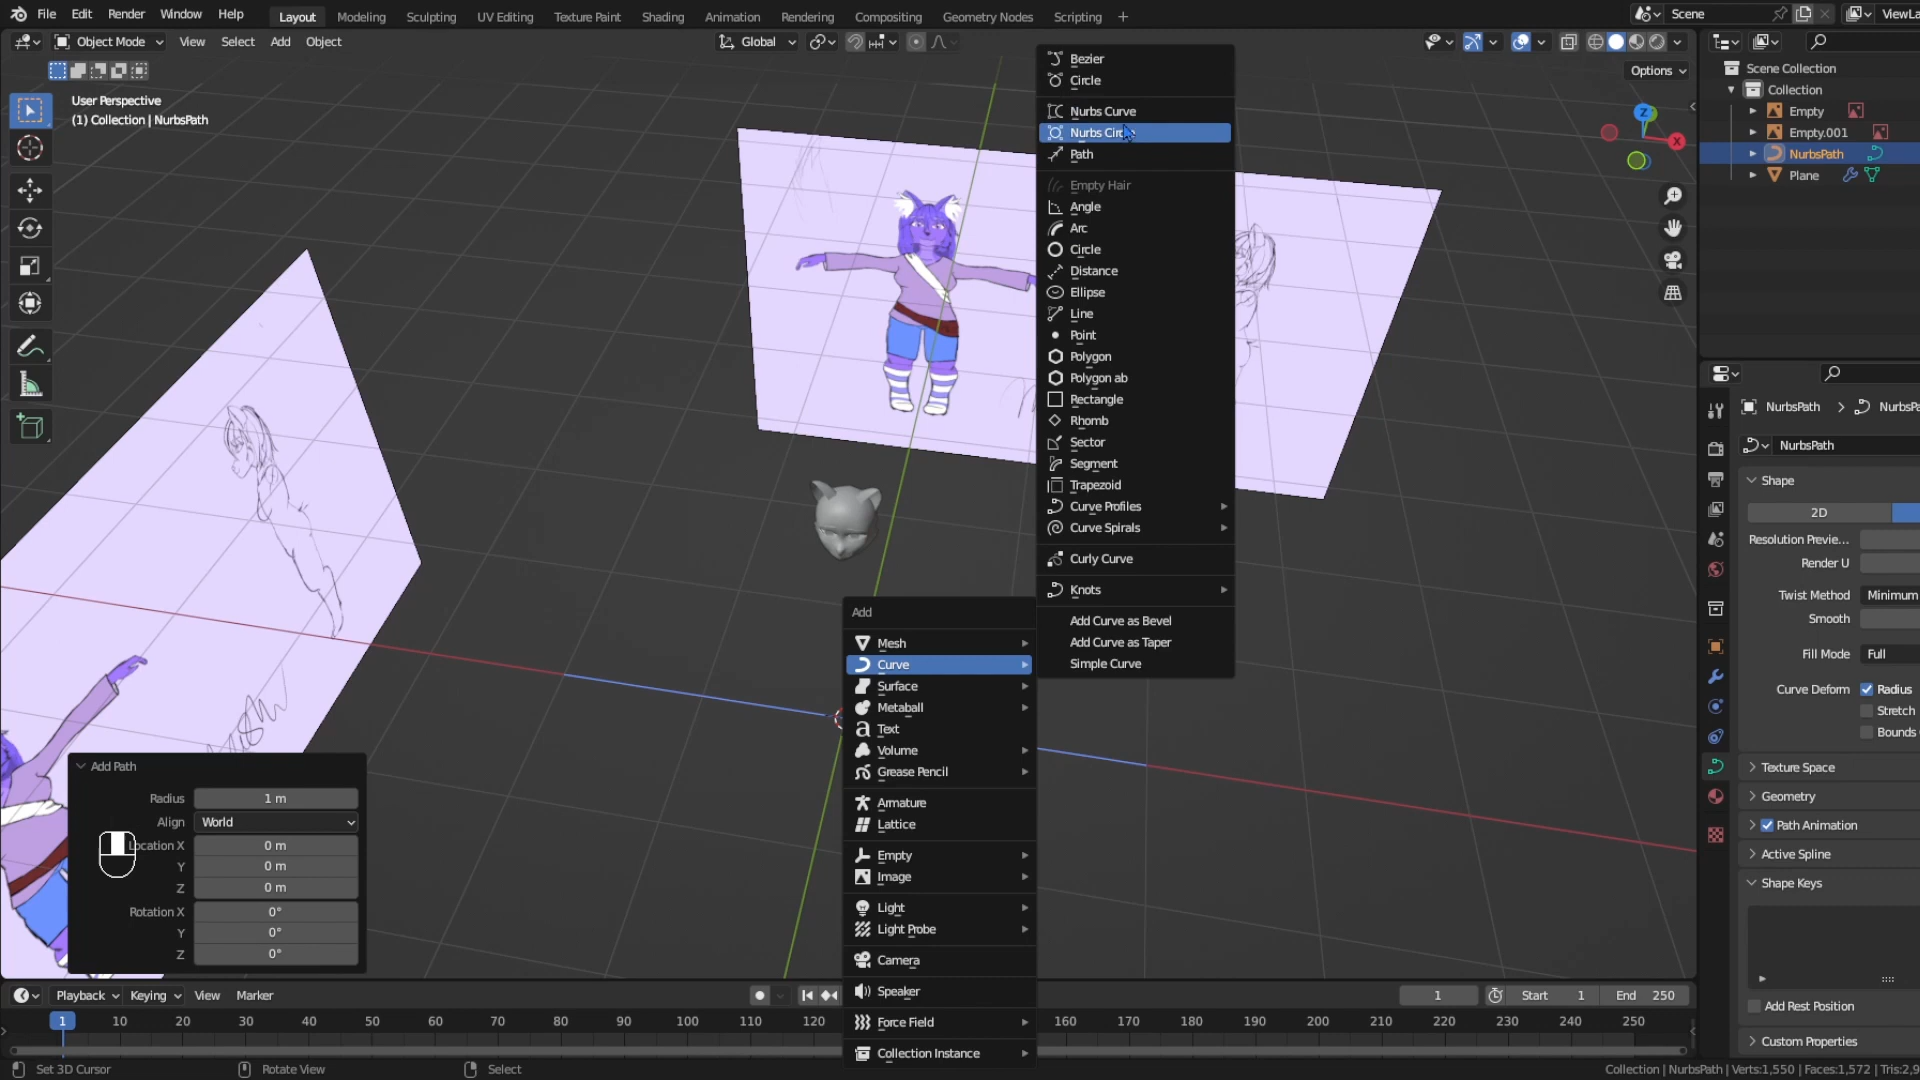 File Edit Render Window Help Layout Modeling Sculpting UV Editing Texture Paint Shading Animation Rendering Compositing Geometry Nodes Scripting + Scene ViewLa
Object Mode View Select Add Object Global
Options
User Perspective
(1) Collection | NurbsPath
Z
X
Bezier
Circle
Nurbs Curve
Nurbs Circ
Path
Empty Hair
Angle
Arc
Circle
Distance
Ellipse
Line
Point
Polygon
Polygon ab
Rectangle
Rhomb
Sector
Segment
Trapezoid
Curve Profiles
Curve Spirals
Curly Curve
Knots
Add Curve as Bevel
Add Curve as Taper
Simple Curve
Add
Mesh
Curve
Surface
Metaball
Text
Volume
Grease Pencil
Armature
Lattice
Empty
Image
Light
Light Probe
Camera
Speaker
Force Field
Collection Instance
Add Path
Radius 1 m
Align World
Location X 0 m
Y 0 m
Z 0 m
Rotation X 0°
Y 0°
Z 0°
Scene Collection
Collection
Empty
Empty.001
NurbsPath
Plane
NurbsPath > NurbsPa
NurbsPath
Shape
2D
Resolution Previe...
Render U
Twist Method Minimum
Smooth
Fill Mode Full
Curve Deform Radius
Stretch
Bounds
Texture Space
Geometry
Path Animation
Active Spline
Shape Keys
Add Rest Position
Custom Properties
Playback Keying View Marker 1 Start 1 End 250
1 10 20 30 40 50 60 70 80 90 100 110 120 160 170 180 190 200 210 220 230 240 250
Set 3D Cursor Rotate View Select Collection | NurbsPath | Verts:1,550 | Faces:1,572 | Tris:2,9